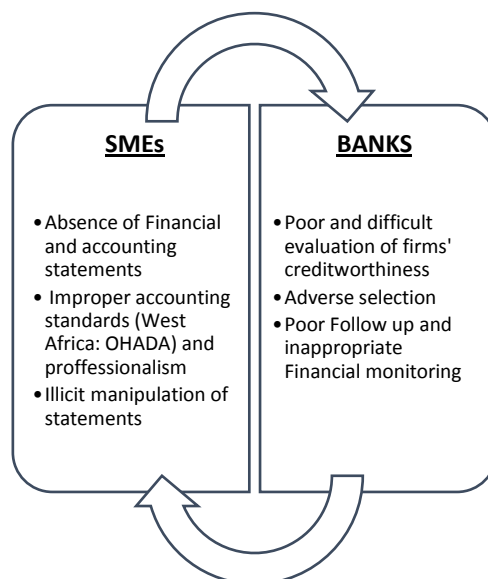 SMEs
•Absence of Financial
and accounting
statements
• Improper accounting
standards (West
Africa: OHADA) and
proffessionalism
•Illicit manipulation of
statements
BANKS
•Poor and difficult
evaluation of firms'
creditworthiness
•Adverse selection
•Poor Follow up and
inappropriate
Financial monitoring